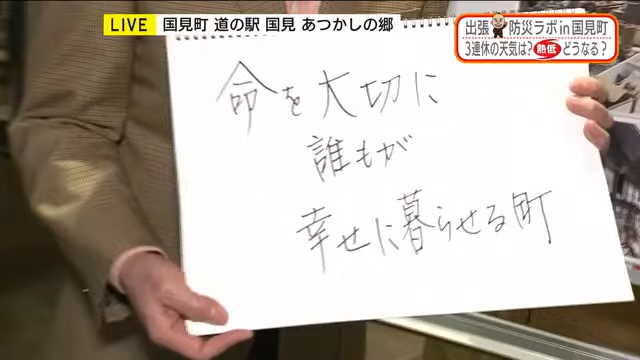 LIVE 国見町 道の駅 国見 あつかしの郷
出張 防災ラボin国見町
3連休の天気は?熱低どうなる?
命を大切に
誰もが
幸せに暮らせる町